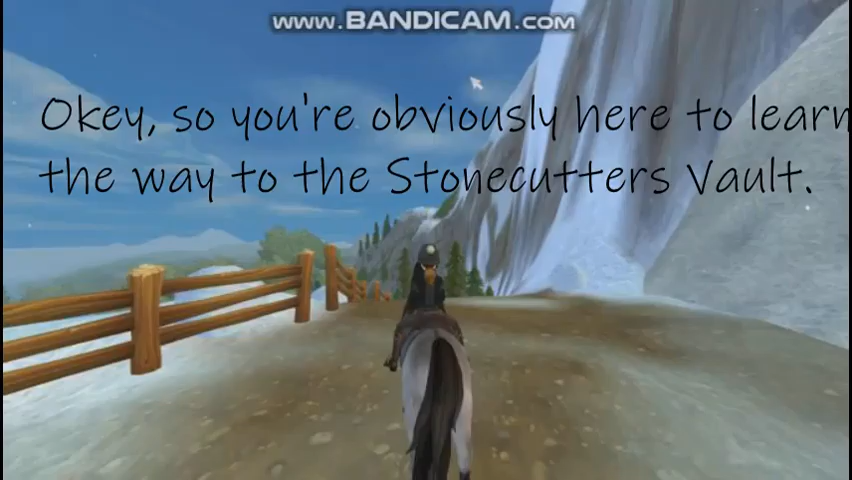 www.BANDICAM.com
Okey, so you're obviously here to learn
the way to the Stonecutters Vault.